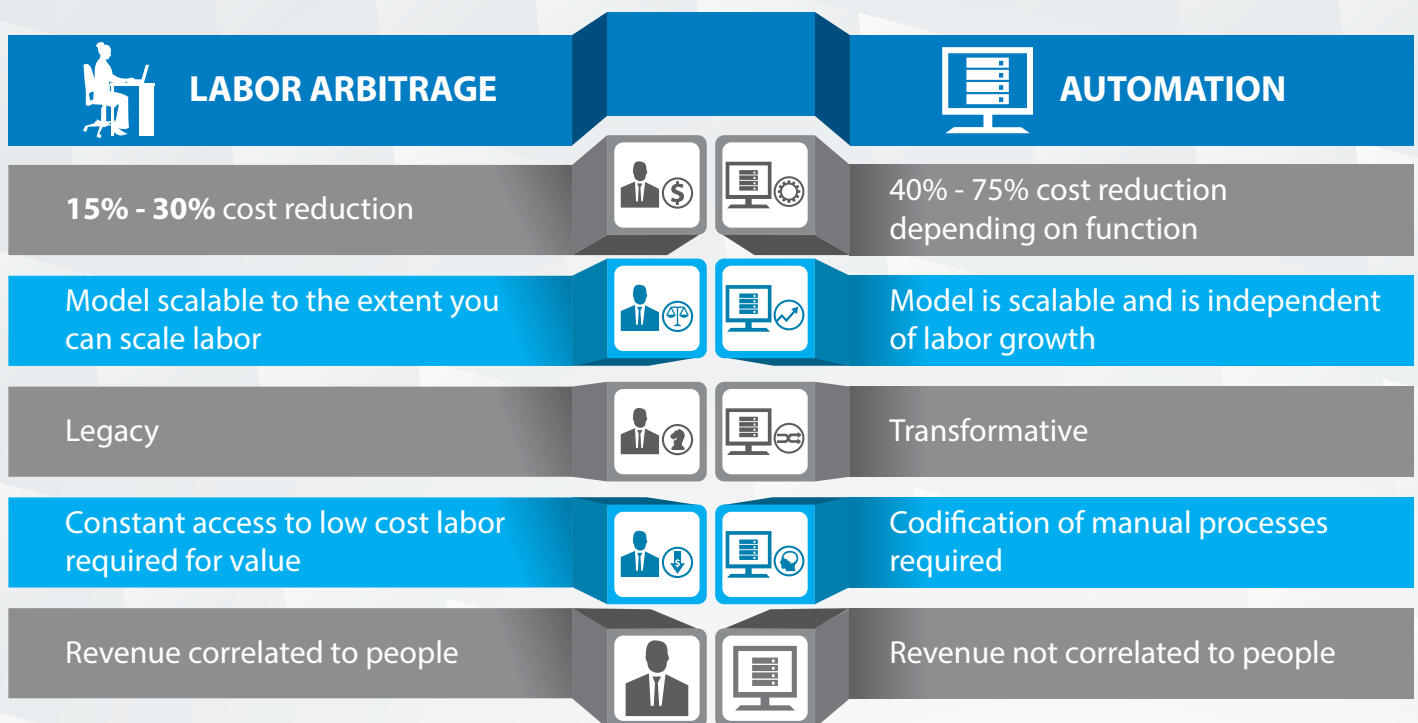 LABOR ARBITRAGE
AUTOMATION
15% - 30% cost reduction
40% - 75% cost reduction
depending on function
Model scalable to the extent you
can scale labor
Model is scalable and is independent
of labor growth
Legacy
Transformative
Constant access to low cost labor
required for value
Codification of manual processes
required
Revenue correlated to people
Revenue not correlated to people